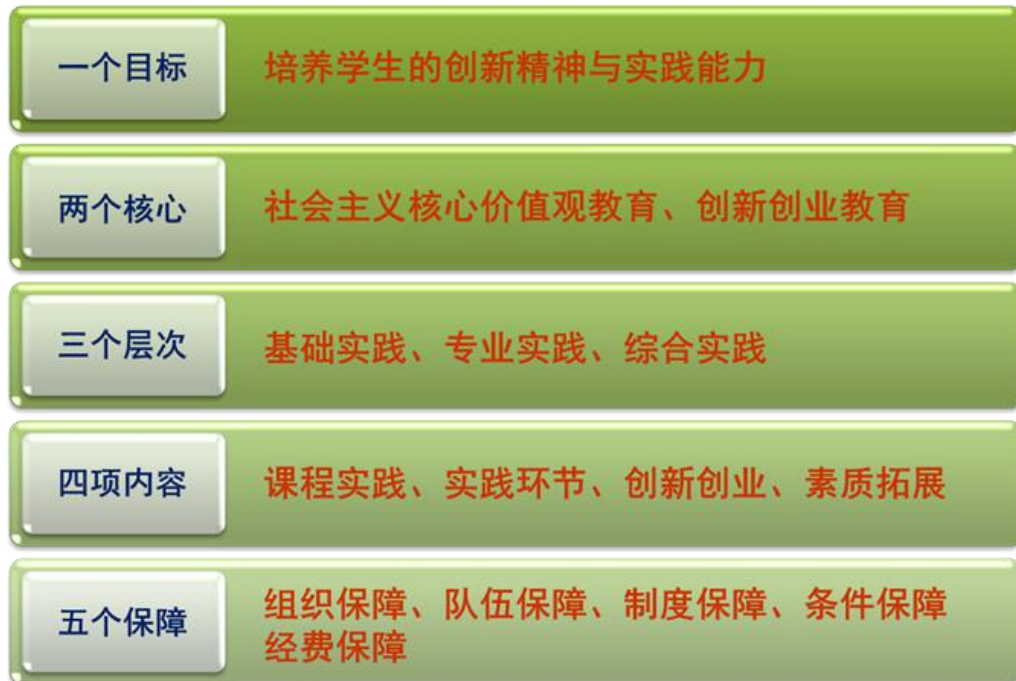 一个目标
培养学生的创新精神与实践能力
两个核心
社会主义核心价值观教育、创新创业教育
三个层次
基础实践、专业实践、综合实践
四项内容
课程实践、实践环节、创新创业、素质拓展
五个保障
组织保障、队伍保障、制度保障、条件保障
经费保障